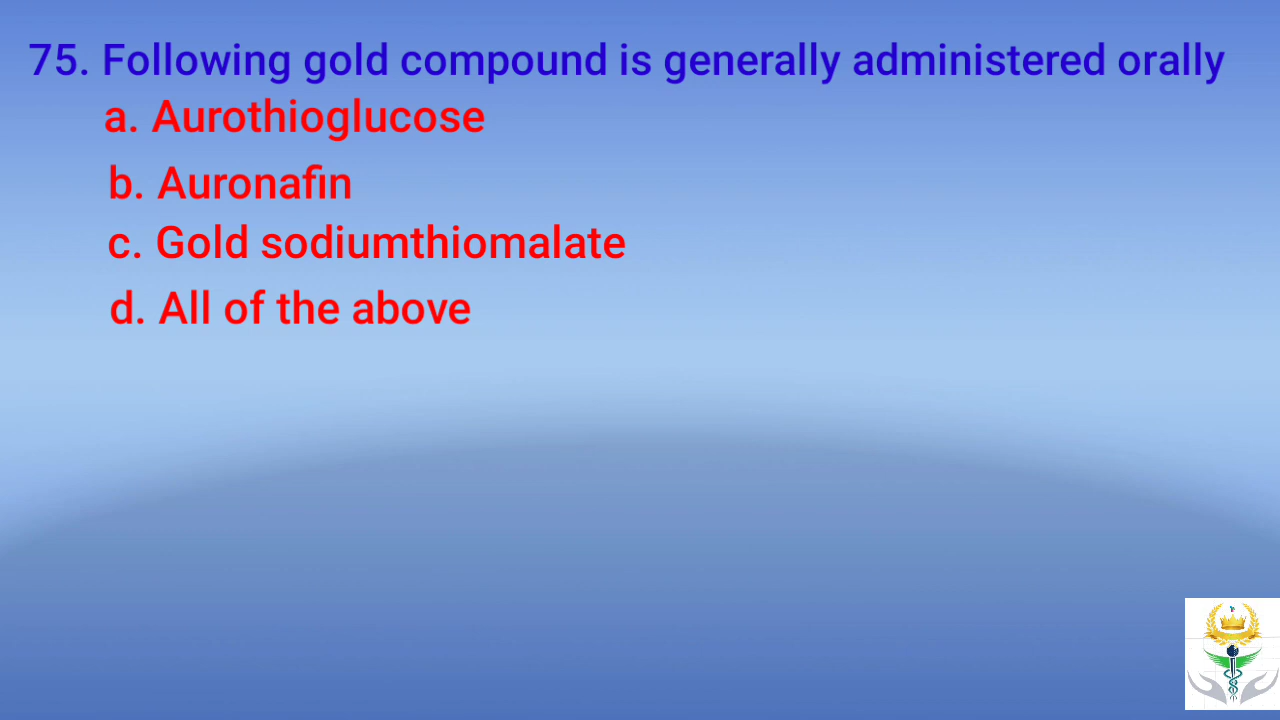 75. Following gold compound is generally administered orally
a. Aurothioglucose
b. Auronafin
c. Gold sodiumthiomalate
d. All of the above